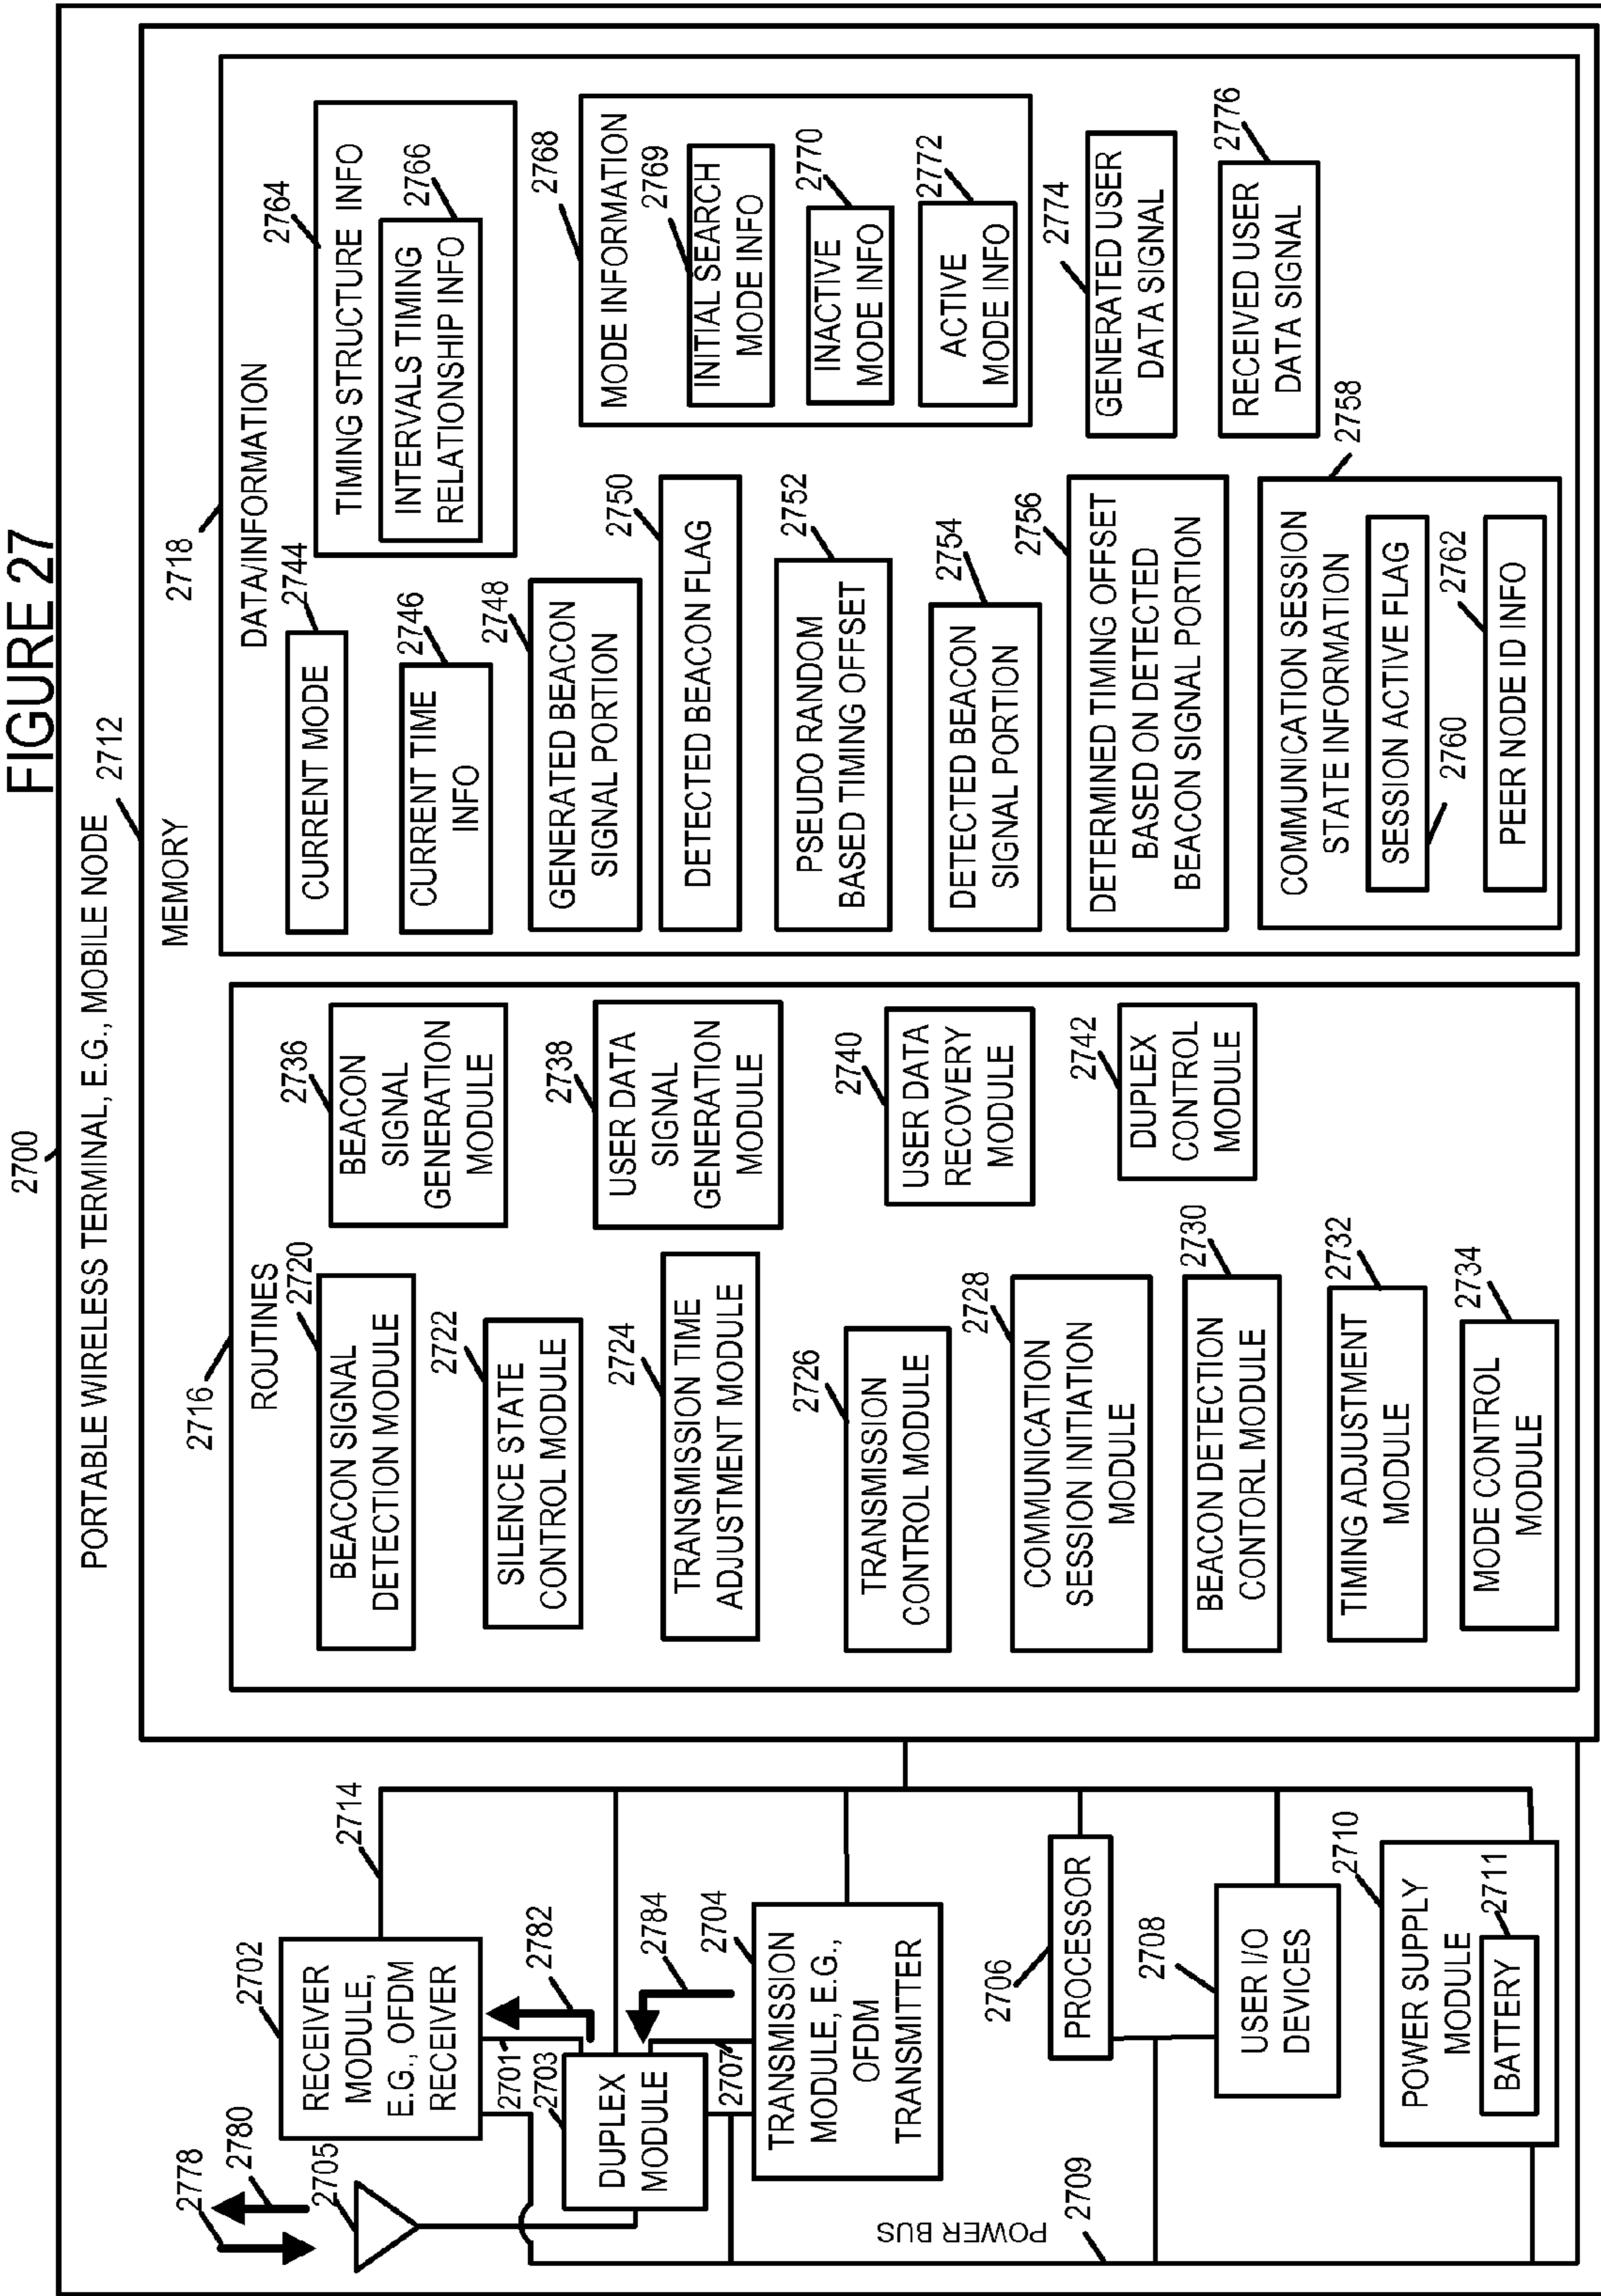 FIGURE 27
2700
PORTABLE WIRELESS TERMINAL, E.G., MOBILE NODE
2712
MEMORY
2778
2780
2705
2702
RECEIVER
MODULE,
E.G., OFDM
RECEIVER
2714
2701
2703
2782
DUPLEX
MODULE
2784
2707
2704
TRANSMISSION
MODULE, E.G.,
OFDM
TRANSMITTER
POWER BUS
2709
2706
PROCESSOR
2708
USER I/O
DEVICES
2710
POWER SUPPLY
MODULE
2711
BATTERY
2716
ROUTINES
2720
BEACON SIGNAL
DETECTION MODULE
2722
SILENCE STATE
CONTROL MODULE
2724
TRANSMISSION TIME
ADJUSTMENT MODULE
2726
TRANSMISSION
CONTROL MODULE
2728
COMMUNICATION
SESSION INITIATION
MODULE
2730
BEACON DETECTION
CONTORL MODULE
2732
TIMING ADJUSTMENT
MODULE
2734
MODE CONTROL
MODULE
2736
BEACON
SIGNAL
GENERATION
MODULE
2738
USER DATA
SIGNAL
GENERATION
MODULE
2740
USER DATA
RECOVERY
MODULE
2742
DUPLEX
CONTROL
MODULE
2718
DATA/INFORMATION
2744
CURRENT MODE
2746
CURRENT TIME
INFO
2748
GENERATED BEACON
SIGNAL PORTION
2750
DETECTED BEACON FLAG
2752
PSEUDO RANDOM
BASED TIMING OFFSET
2754
DETECTED BEACON
SIGNAL PORTION
2756
DETERMINED TIMING OFFSET
BASED ON DETECTED
BEACON SIGNAL PORTION
2758
COMMUNICATION SESSION
STATE INFORMATION
SESSION ACTIVE FLAG
2760
2762
PEER NODE ID INFO
2764
TIMING STRUCTURE INFO
2766
INTERVALS TIMING
RELATIONSHIP INFO
2768
MODE INFORMATION
2769
INITIAL SEARCH
MODE INFO
2770
INACTIVE
MODE INFO
2772
ACTIVE
MODE INFO
2774
GENERATED USER
DATA SIGNAL
2776
RECEIVED USER
DATA SIGNAL